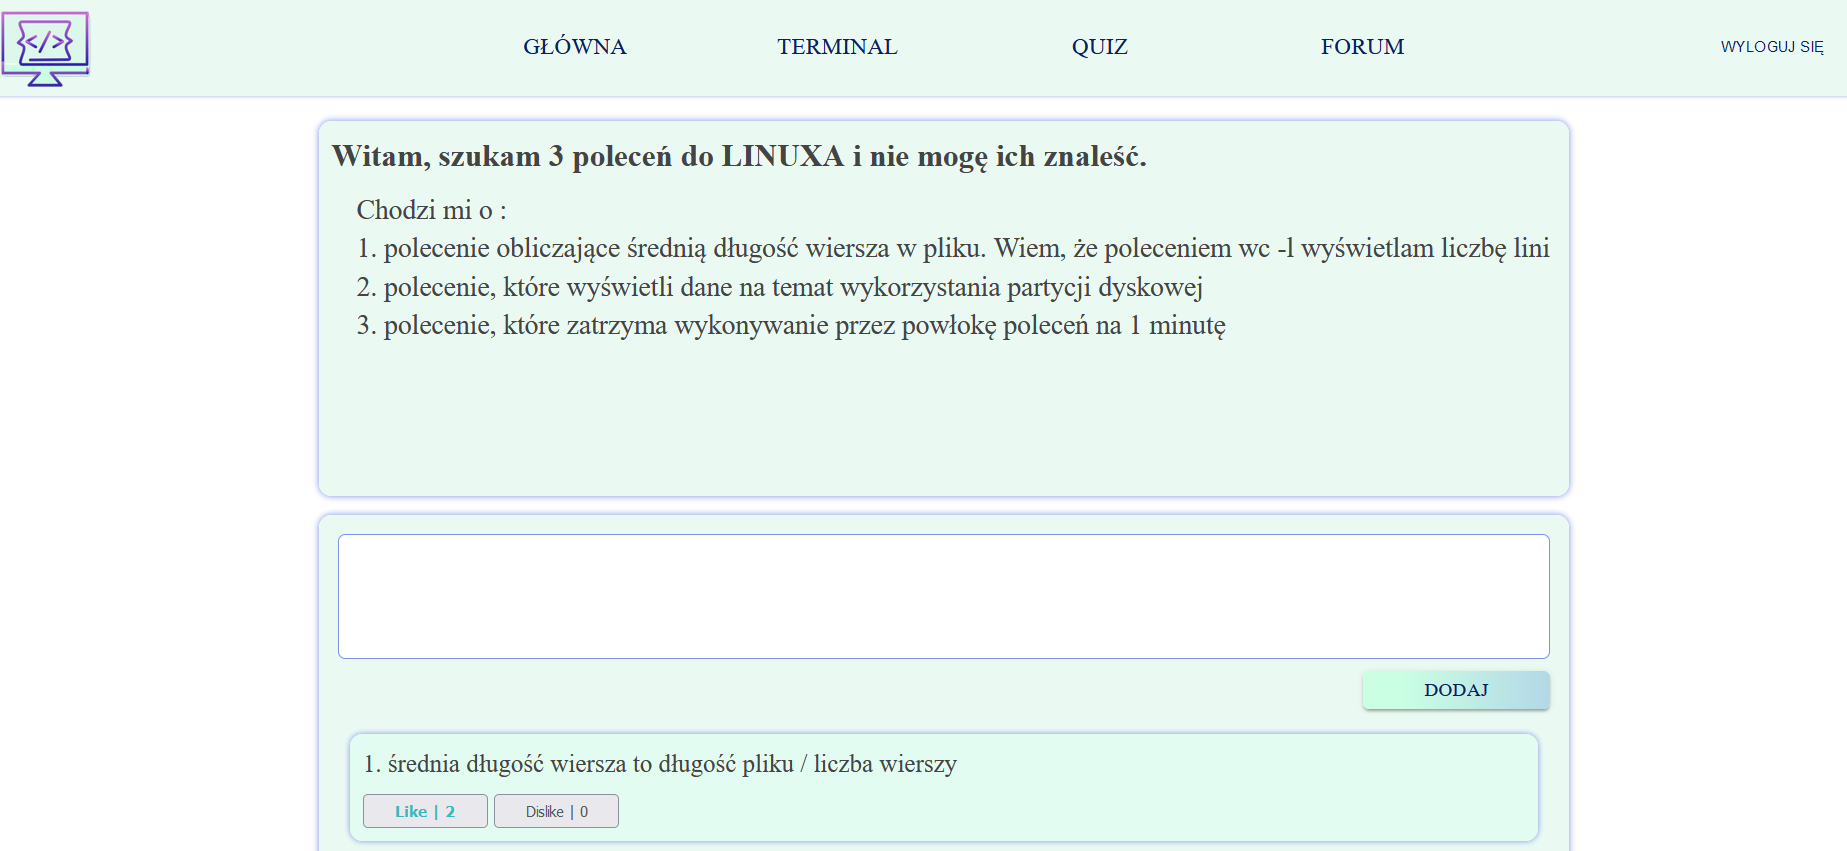 </>
GŁÓWNA
TERMINAL
QUIZ
FORUM
WYLOGUJ SIĘ
Witam, szukam 3 poleceń do LINUXA i nie mogę ich znaleść.
Chodzi mi o :
1. polecenie obliczające średnią długość wiersza w pliku. Wiem, że poleceniem wc -l wyświetlam liczbę lini
2. polecenie, które wyświetli dane na temat wykorzystania partycji dyskowej
3. polecenie, które zatrzyma wykonywanie przez powłokę poleceń na 1 minutę
DODAJ
1. średnia długość wiersza to długość pliku / liczba wierszy
Like | 2
Dislike | 0